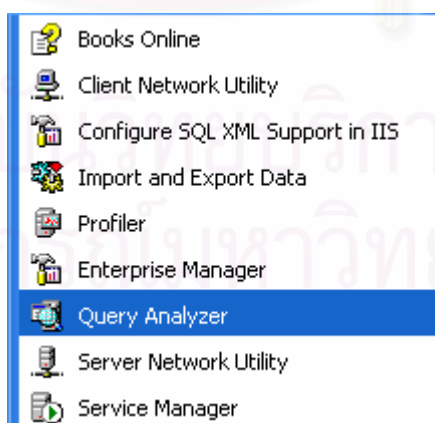 Books Online
Client Network Utility
Configure SQL XML Support in IIS
Import and Export Data
Profiler
Enterprise Manager
Query Analyzer
Server Network Utility
Service Manager